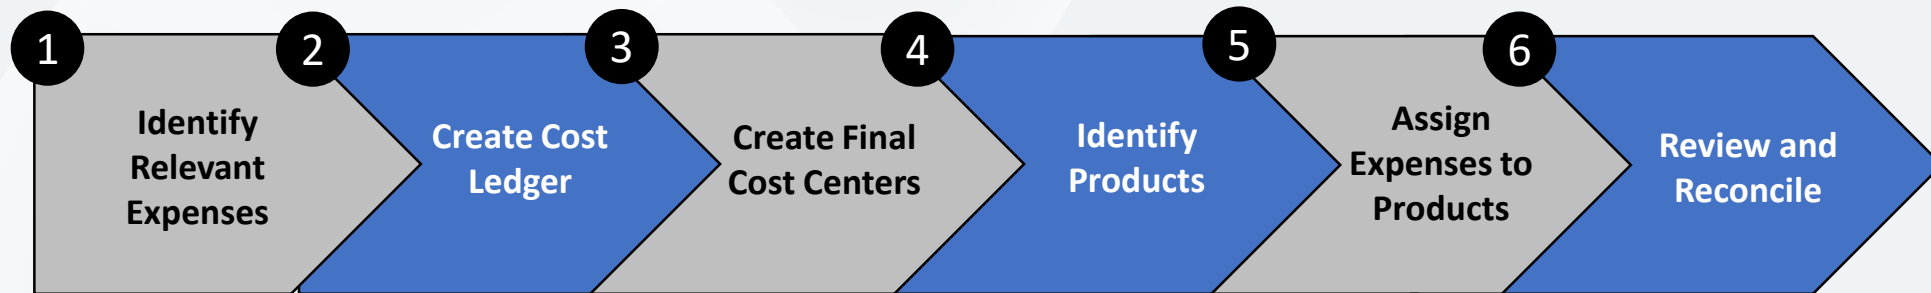 1
Identify
Relevant
Expenses
2
Create Cost
Ledger
3
Create Final
Cost Centers
4
Identify
Products
5
Assign
Expenses to
Products
6
Review and
Reconcile